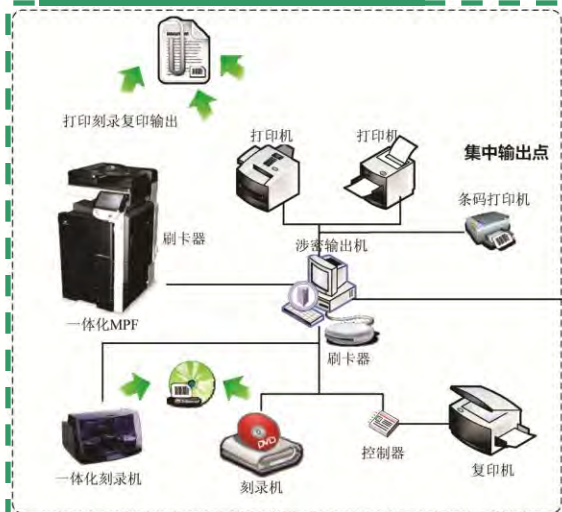 打印刻录复印输出
打印机
打印机
集中输出点
条码打印机
刷卡器
涉密输出机
一体化MPF
刷卡器
DVD
一体化刻录机
刻录机
控制器
复印机